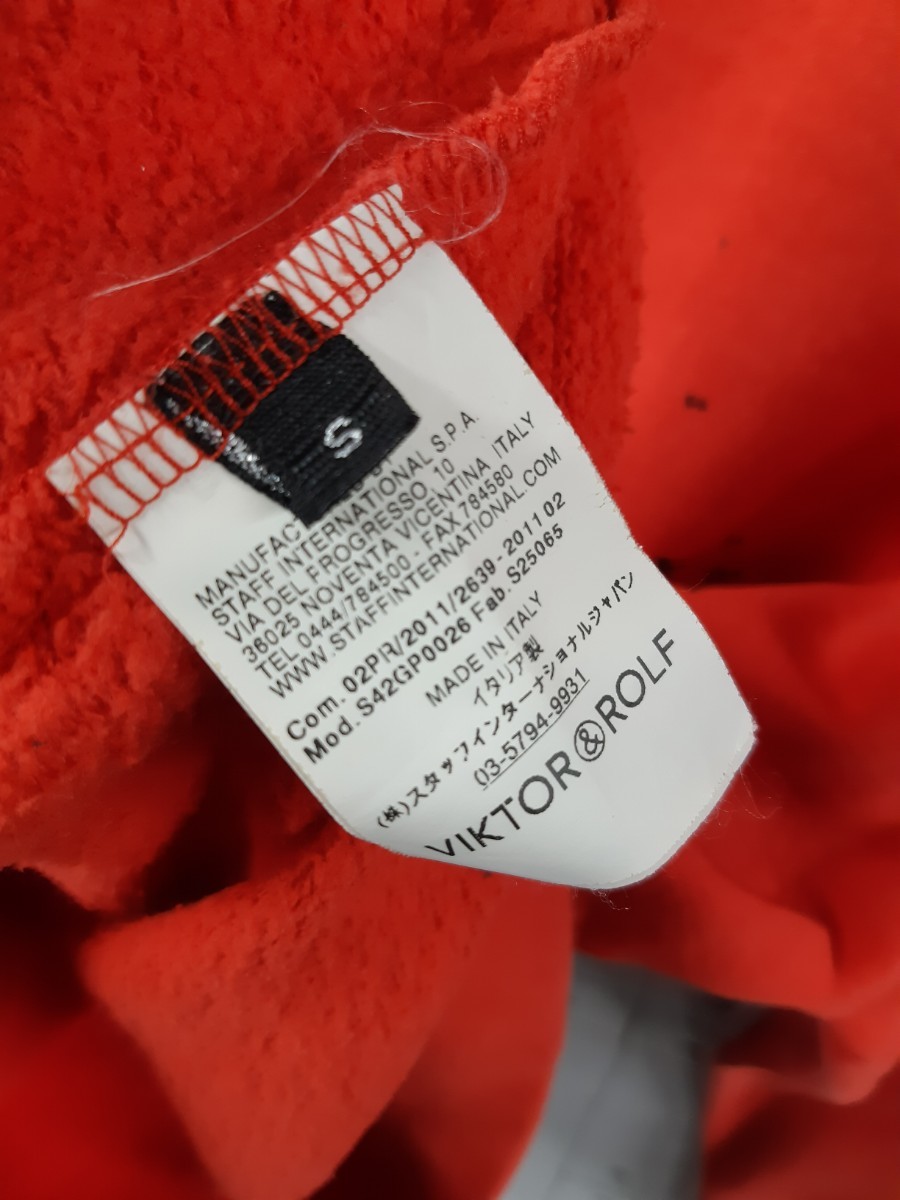 S
STAFF INTERNATIONAL S.P.A.
VIA DEL PROGRESSO, 10
36025 NOVENTA VICENTINA ITALY
TEL 0444/784500 - FAX 784580
WWW.STAFFINTERNATIONAL.COM
Com. 02PIR/2011/2639 - 2011 02
Mod. S42GP0026 Fab. S25065
MADE IN ITALY
イタリア製
(株)スタッフインターナショナルジャパン
03-5794-9931
VIKTOR&ROLF